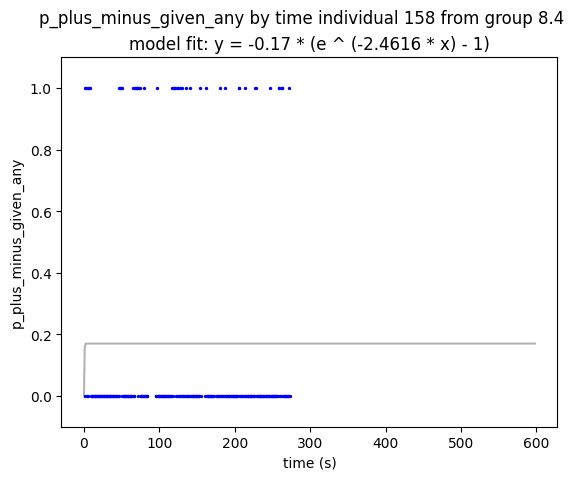 p_plus_minus_given_any by time individual 158 from group 8.4
model fit: y = -0.17 * (e ^ (-2.4616 * x) - 1)
1.0
0.8
0.6
0.4
0.2
0.0
p_plus_minus_given_any
0 100 200 300 400 500 600
time (s)